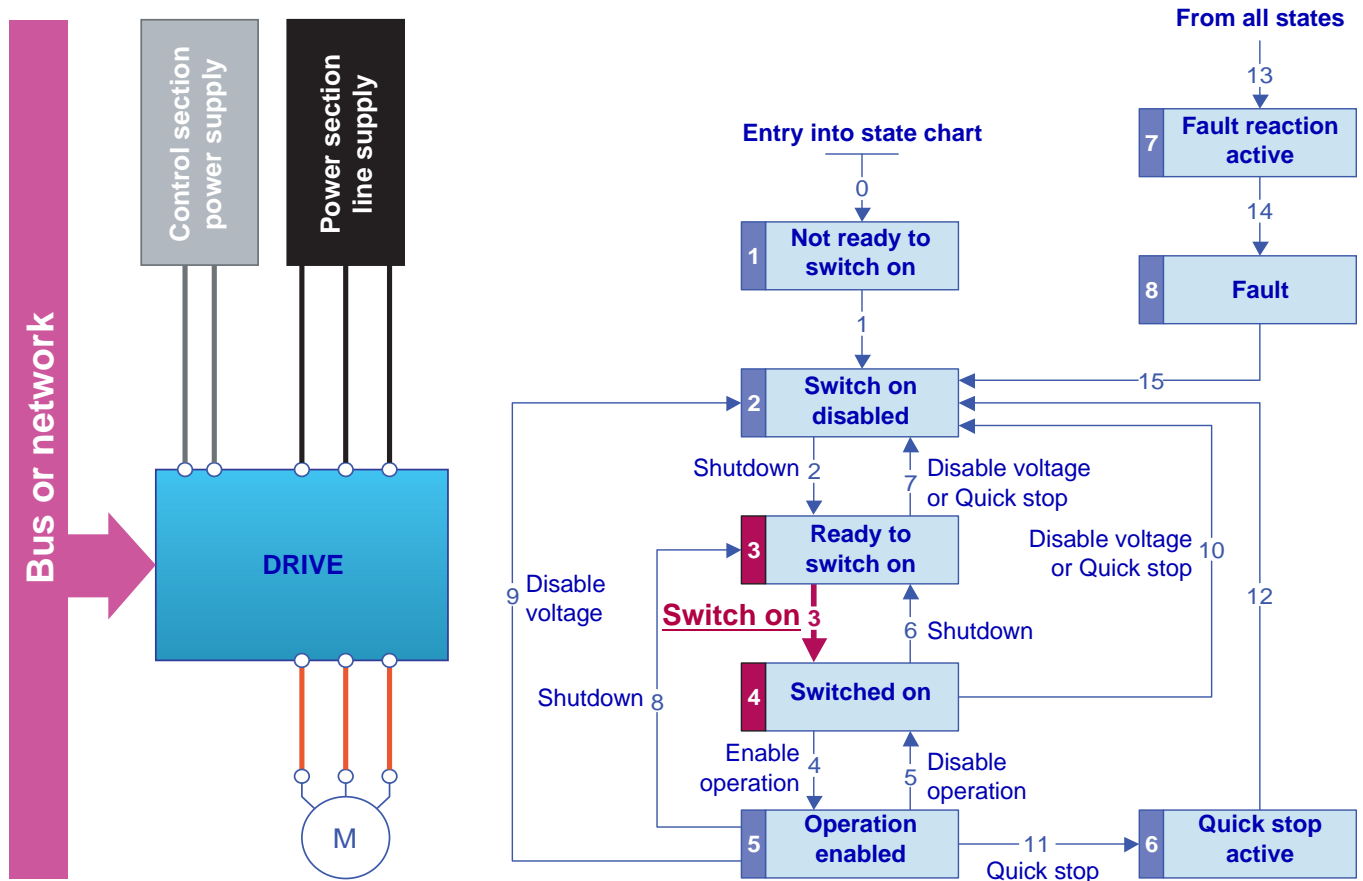 Bus or network
Control section
power supply
Power section
line supply
DRIVE
M
From all states
13
7
Fault reaction
active
14
8
Fault
15
Entry into state chart
0
1
Not ready to
switch on
1
2
Switch on
disabled
Shutdown 2
7
Disable voltage
or Quick stop
3
Ready to
switch on
Disable voltage
or Quick stop
10
9
Disable
voltage
12
Switch on 3
6
Shutdown
4
Switched on
Shutdown 8
Enable
operation
4
5
Disable
operation
5
Operation
enabled
11
Quick stop
6
Quick stop
active